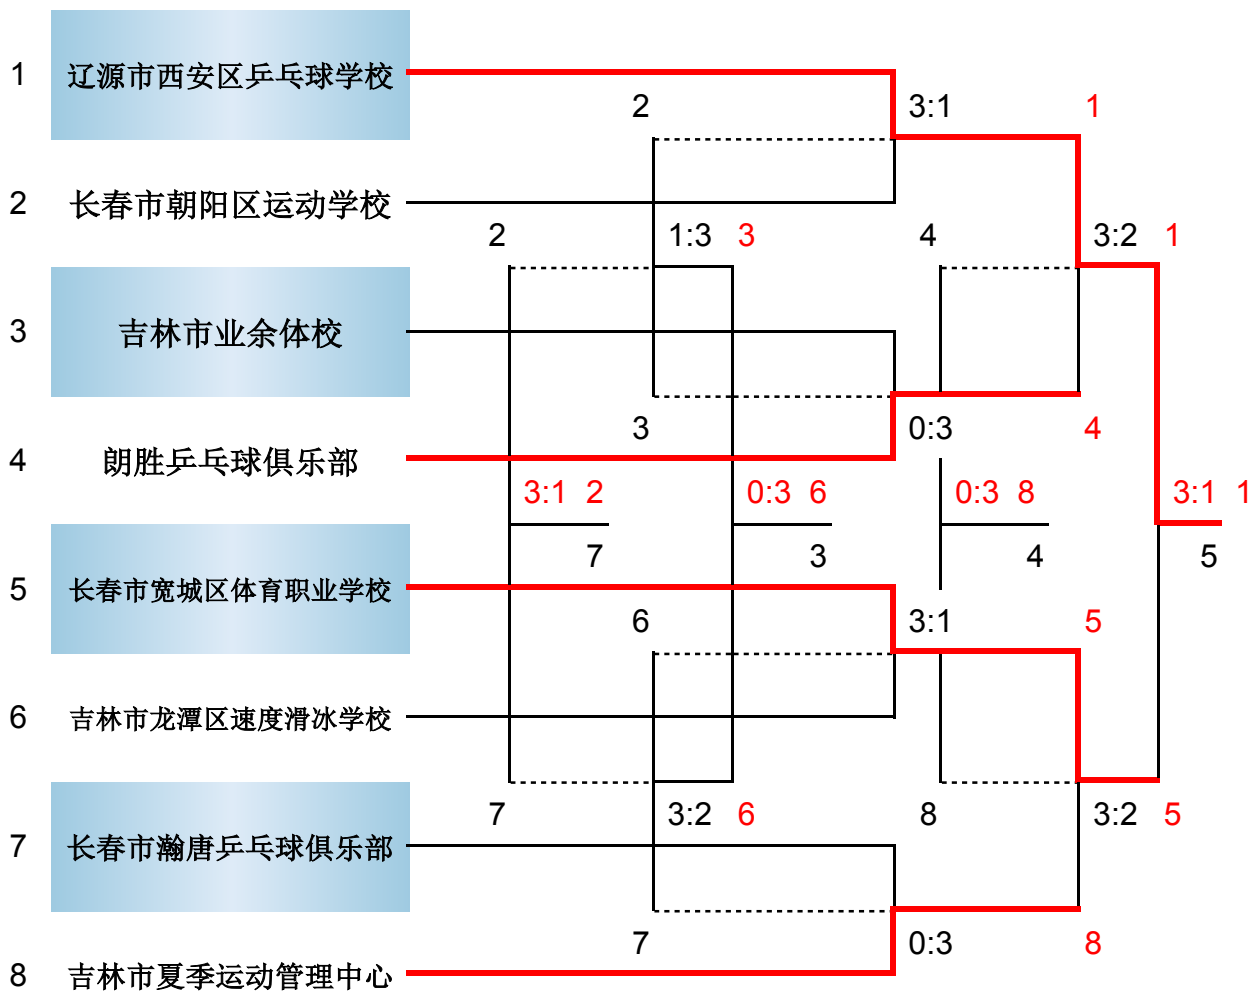 1 辽源市西安区乒乓球学校
2 3:1 1
2 长春市朝阳区运动学校
2 1:3 3 4 3:2 1
3 吉林市业余体校
3 0:3 4
4 朗胜乒乓球俱乐部
3:1 2 0:3 6 0:3 8 3:1 1
7 3 4 5
5 长春市宽城区体育职业学校
6 3:1 5
6 吉林市龙潭区速度滑冰学校
7 3:2 6 8 3:2 5
7 长春市瀚唐乒乓球俱乐部
7 0:3 8
8 吉林市夏季运动管理中心